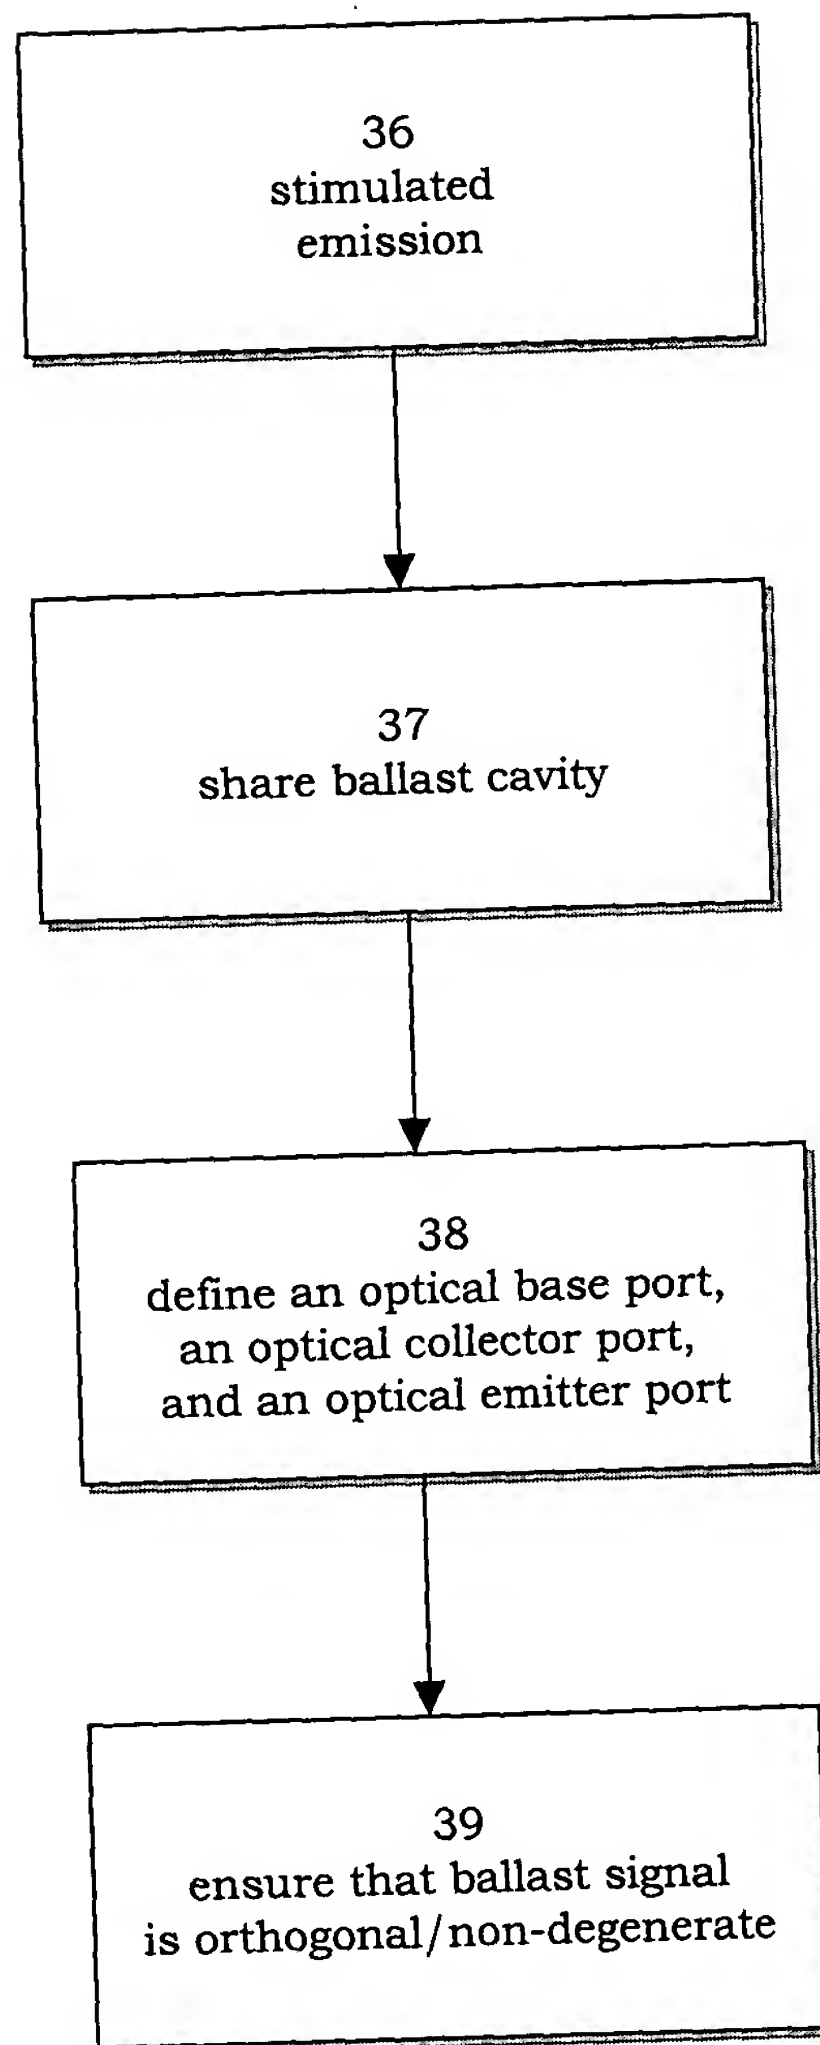 36
stimulated
emission
37
share ballast cavity
38
define an optical base port,
an optical collector port,
and an optical emitter port
39
ensure that ballast signal
is orthogonal/non-degenerate